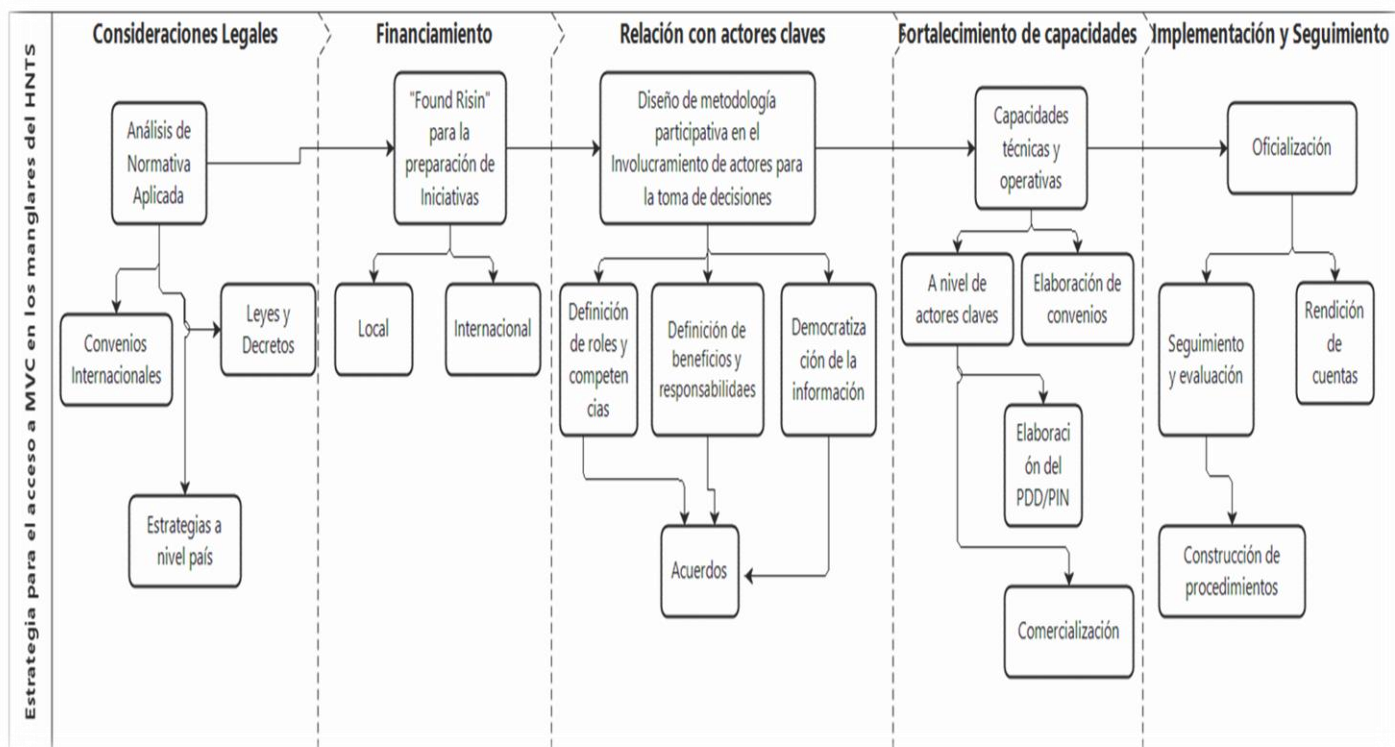 Estrategia para el acceso a MVC en los manglares del HNTS
Consideraciones Legales
Análisis de
Normativa
Aplicada
Convenios
Internacionales
Leyes y
Decretos
Estrategias a
nivel país
Financiamiento
"Found Risin"
para la
preparación de
Iniciativas
Local
Internacional
Relación con actores claves
Diseño de metodología
participativa en el
Involucramiento de actores para
la toma de decisiones
Definición
de roles y
competen
cias
Definición de
beneficios y
responsabilidaes
Democratiza
ción de la
información
Acuerdos
Fortalecimiento de capacidades
Capacidades
técnicas y
operativas
A nivel de
actores claves
Elaboración de
convenios
Elaboraci
ón del
PDD/PIN
Comercialización
Implementación y Seguimiento
Oficialización
Seguimiento
y evaluación
Rendición
de
cuentas
Construcción de
procedimientos